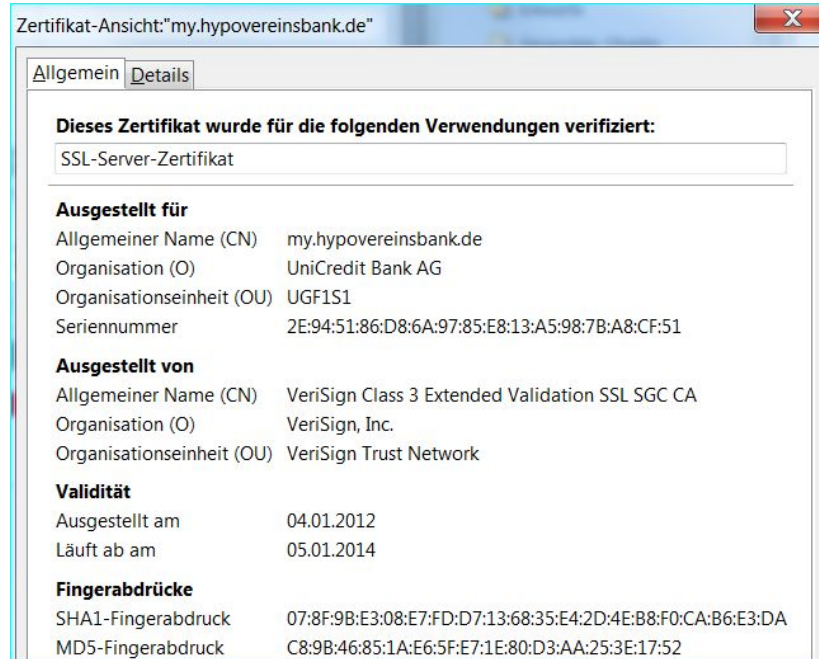 Zertifikat-Ansicht:"my.hypovereinsbank.de"
Allgemein Details
Dieses Zertifikat wurde für die folgenden Verwendungen verifiziert:
SSL-Server-Zertifikat
Ausgestellt für
Allgemeiner Name (CN) my.hypovereinsbank.de
Organisation (O) UniCredit Bank AG
Organisationseinheit (OU) UGF1S1
Seriennummer 2E:94:51:86:D8:6A:97:85:E8:13:A5:98:7B:A8:CF:51
Ausgestellt von
Allgemeiner Name (CN) VeriSign Class 3 Extended Validation SSL SGC CA
Organisation (O) VeriSign, Inc.
Organisationseinheit (OU) VeriSign Trust Network
Validität
Ausgestellt am 04.01.2012
Läuft ab am 05.01.2014
Fingerabdrücke
SHA1-Fingerabdruck 07:8F:9B:E3:08:E7:FD:D7:13:68:35:E4:2D:4E:B8:F0:CA:B6:E3:DA
MD5-Fingerabdruck C8:9B:46:85:1A:E6:5F:E7:1E:80:D3:AA:25:3E:17:52